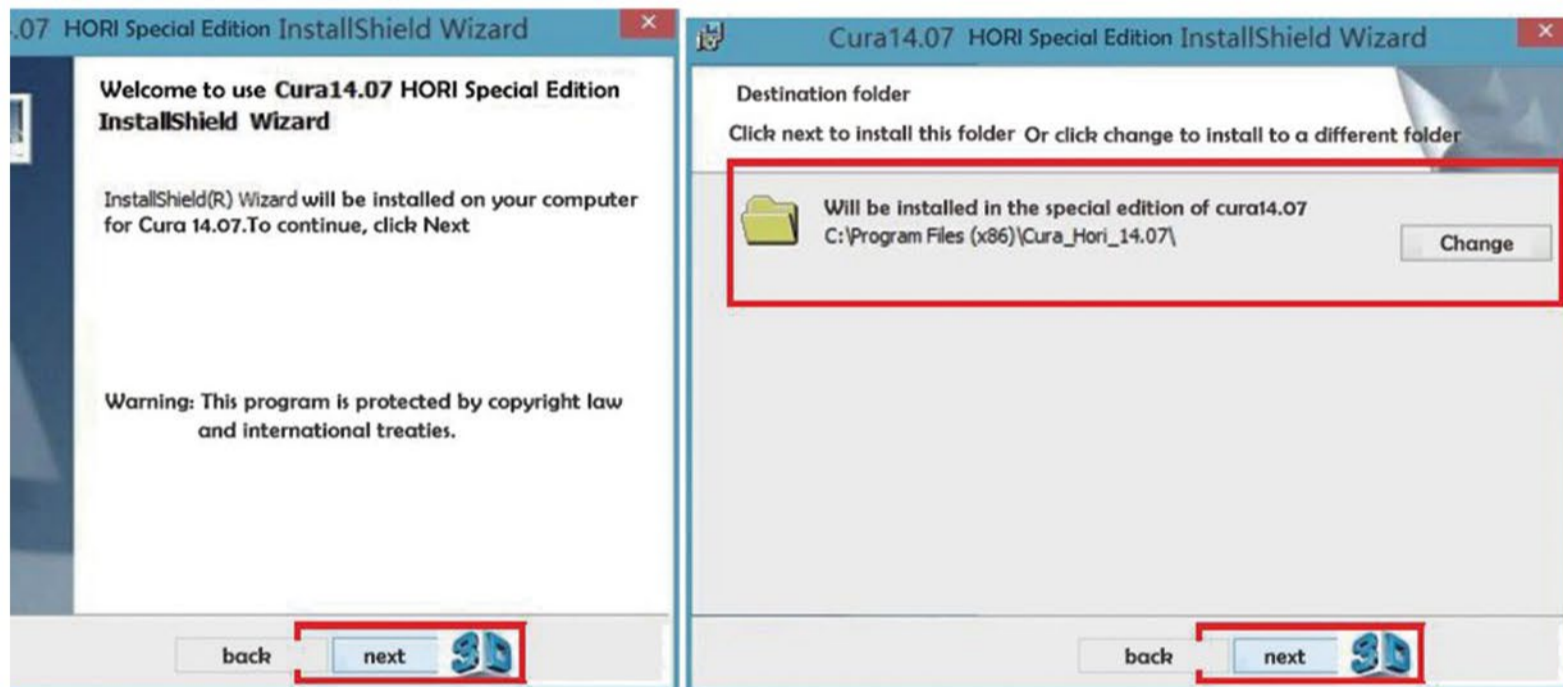 .07 HORI Special Edition InstallShield Wizard
Welcome to use Cura14.07 HORI Special Edition
InstallShield Wizard
InstallShield(R) Wizard will be installed on your computer
for Cura 14.07.To continue, click Next
Warning: This program is protected by copyright law
and international treaties.
back next 3D
Cura14.07 HORI Special Edition InstallShield Wizard
Destination folder
Click next to install this folder Or click change to install to a different folder
Will be installed in the special edition of cura14.07
C:\Program Files (x86)\Cura_Hori_14.07\
Change
back next 3D